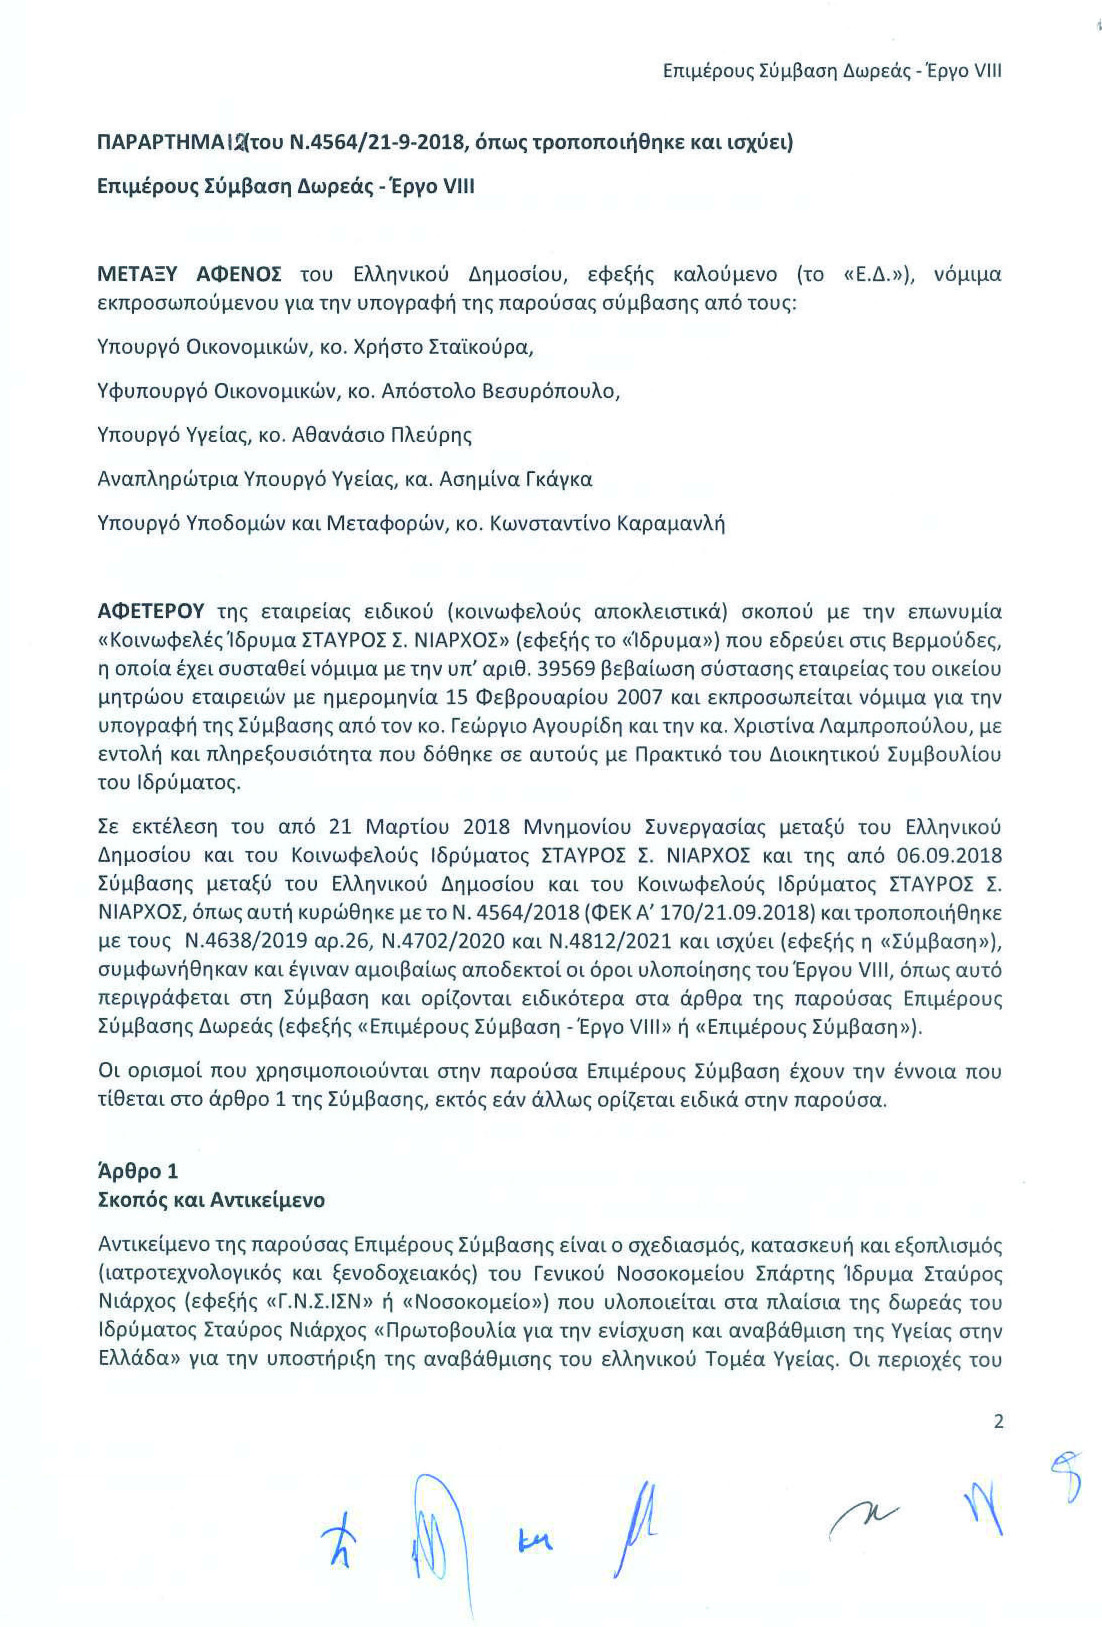 Επιμέρους Σύμβαση Δωρεάς - Έργο VIII
ΠΑΡΑΡΤΗΜΑ 12(του Ν.4564/21-9-2018, όπως τροποποιήθηκε και ισχύει)
Επιμέρους Σύμβαση Δωρεάς - Έργο VIII
ΜΕΤΑΞΥ ΑΦΕΝΟΣ του Ελληνικού Δημοσίου, εφεξής καλούμενο (το «Ε.Δ.»), νόμιμα
εκπροσωπούμενου για την υπογραφή της παρούσας σύμβασης από τους:
Υπουργό Οικονομικών, κο. Χρήστο Σταϊκούρα,
Υφυπουργό Οικονομικών, κο. Απόστολο Βεσυρόπουλο,
Υπουργό Υγείας, κο. Αθανάσιο Πλεύρης
Αναπληρώτρια Υπουργό Υγείας, κα. Ασημίνα Γκάγκα
Υπουργό Υποδομών και Μεταφορών, κο. Κωνσταντίνο Καραμανλή
ΑΦΕΤΕΡΟΥ της εταιρείας ειδικού (κοινωφελούς αποκλειστικά) σκοπού με την επωνυμία
«Κοινωφελές Ίδρυμα ΣΤΑΥΡΟΣ Σ. ΝΙΑΡΧΟΣ» (εφεξής το «Ίδρυμα») που εδρεύει στις Βερμούδες,
η οποία έχει συσταθεί νόμιμα με την υπ’ αριθ. 39569 βεβαίωση σύστασης εταιρείας του οικείου
μητρώου εταιρειών με ημερομηνία 15 Φεβρουαρίου 2007 και εκπροσωπείται νόμιμα για την
υπογραφή της Σύμβασης από τον κο. Γεώργιο Αγουρίδη και την κα. Χριστίνα Λαμπροπούλου, με
εντολή και πληρεξουσιότητα που δόθηκε σε αυτούς με Πρακτικό του Διοικητικού Συμβουλίου
του Ιδρύματος.
Σε εκτέλεση του από 21 Μαρτίου 2018 Μνημονίου Συνεργασίας μεταξύ του Ελληνικού
Δημοσίου και του Κοινωφελούς Ιδρύματος ΣΤΑΥΡΟΣ Σ. ΝΙΑΡΧΟΣ και της από 06.09.2018
Σύμβασης μεταξύ του Ελληνικού Δημοσίου και του Κοινωφελούς Ιδρύματος ΣΤΑΥΡΟΣ Σ.
ΝΙΑΡΧΟΣ, όπως αυτή κυρώθηκε με το Ν. 4564/2018 (ΦΕΚ Α’ 170/21.09.2018) και τροποποιήθηκε
με τους Ν.4638/2019 αρ.26, Ν.4702/2020 και Ν.4812/2021 και ισχύει (εφεξής η «Σύμβαση»),
συμφωνήθηκαν και έγιναν αμοιβαίως αποδεκτοί οι όροι υλοποίησης του Έργου VIII, όπως αυτό
περιγράφεται στη Σύμβαση και ορίζονται ειδικότερα στα άρθρα της παρούσας Επιμέρους
Σύμβασης Δωρεάς (εφεξής «Επιμέρους Σύμβαση - Έργο VIII» ή «Επιμέρους Σύμβαση»).
Οι ορισμοί που χρησιμοποιούνται στην παρούσα Επιμέρους Σύμβαση έχουν την έννοια που
τίθεται στο άρθρο 1 της Σύμβασης, εκτός εάν άλλως ορίζεται ειδικά στην παρούσα.
Άρθρο 1
Σκοπός και Αντικείμενο
Αντικείμενο της παρούσας Επιμέρους Σύμβασης είναι ο σχεδιασμός, κατασκευή και εξοπλισμός
(ιατροτεχνολογικός και ξενοδοχειακός) του Γενικού Νοσοκομείου Σπάρτης Ίδρυμα Σταύρος
Νιάρχος (εφεξής «Γ.Ν.Σ.ΙΣΝ» ή «Νοσοκομείο») που υλοποιείται στα πλαίσια της δωρεάς του
Ιδρύματος Σταύρος Νιάρχος «Πρωτοβουλία για την ενίσχυση και αναβάθμιση της Υγείας στην
Ελλάδα» για την υποστήριξη της αναβάθμισης του ελληνικού Τομέα Υγείας. Οι περιοχές του
2